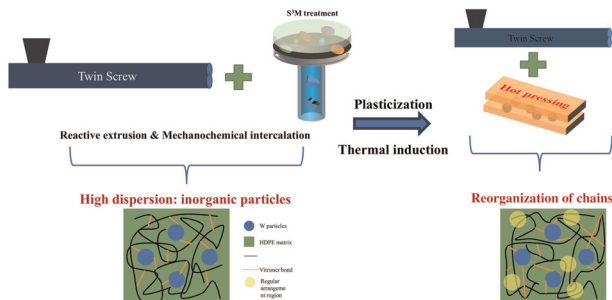 S³M treatment
Twin Screw
Twin Screw
Hot pressing
Plasticization
Thermal induction
Reactive extrusion & Mechanochemical intercalation
High dispersion: inorganic particles
Reorganization of chains
W particles
HDPE matrix
Vitrimer bond
Regular
arrangeme
nt region